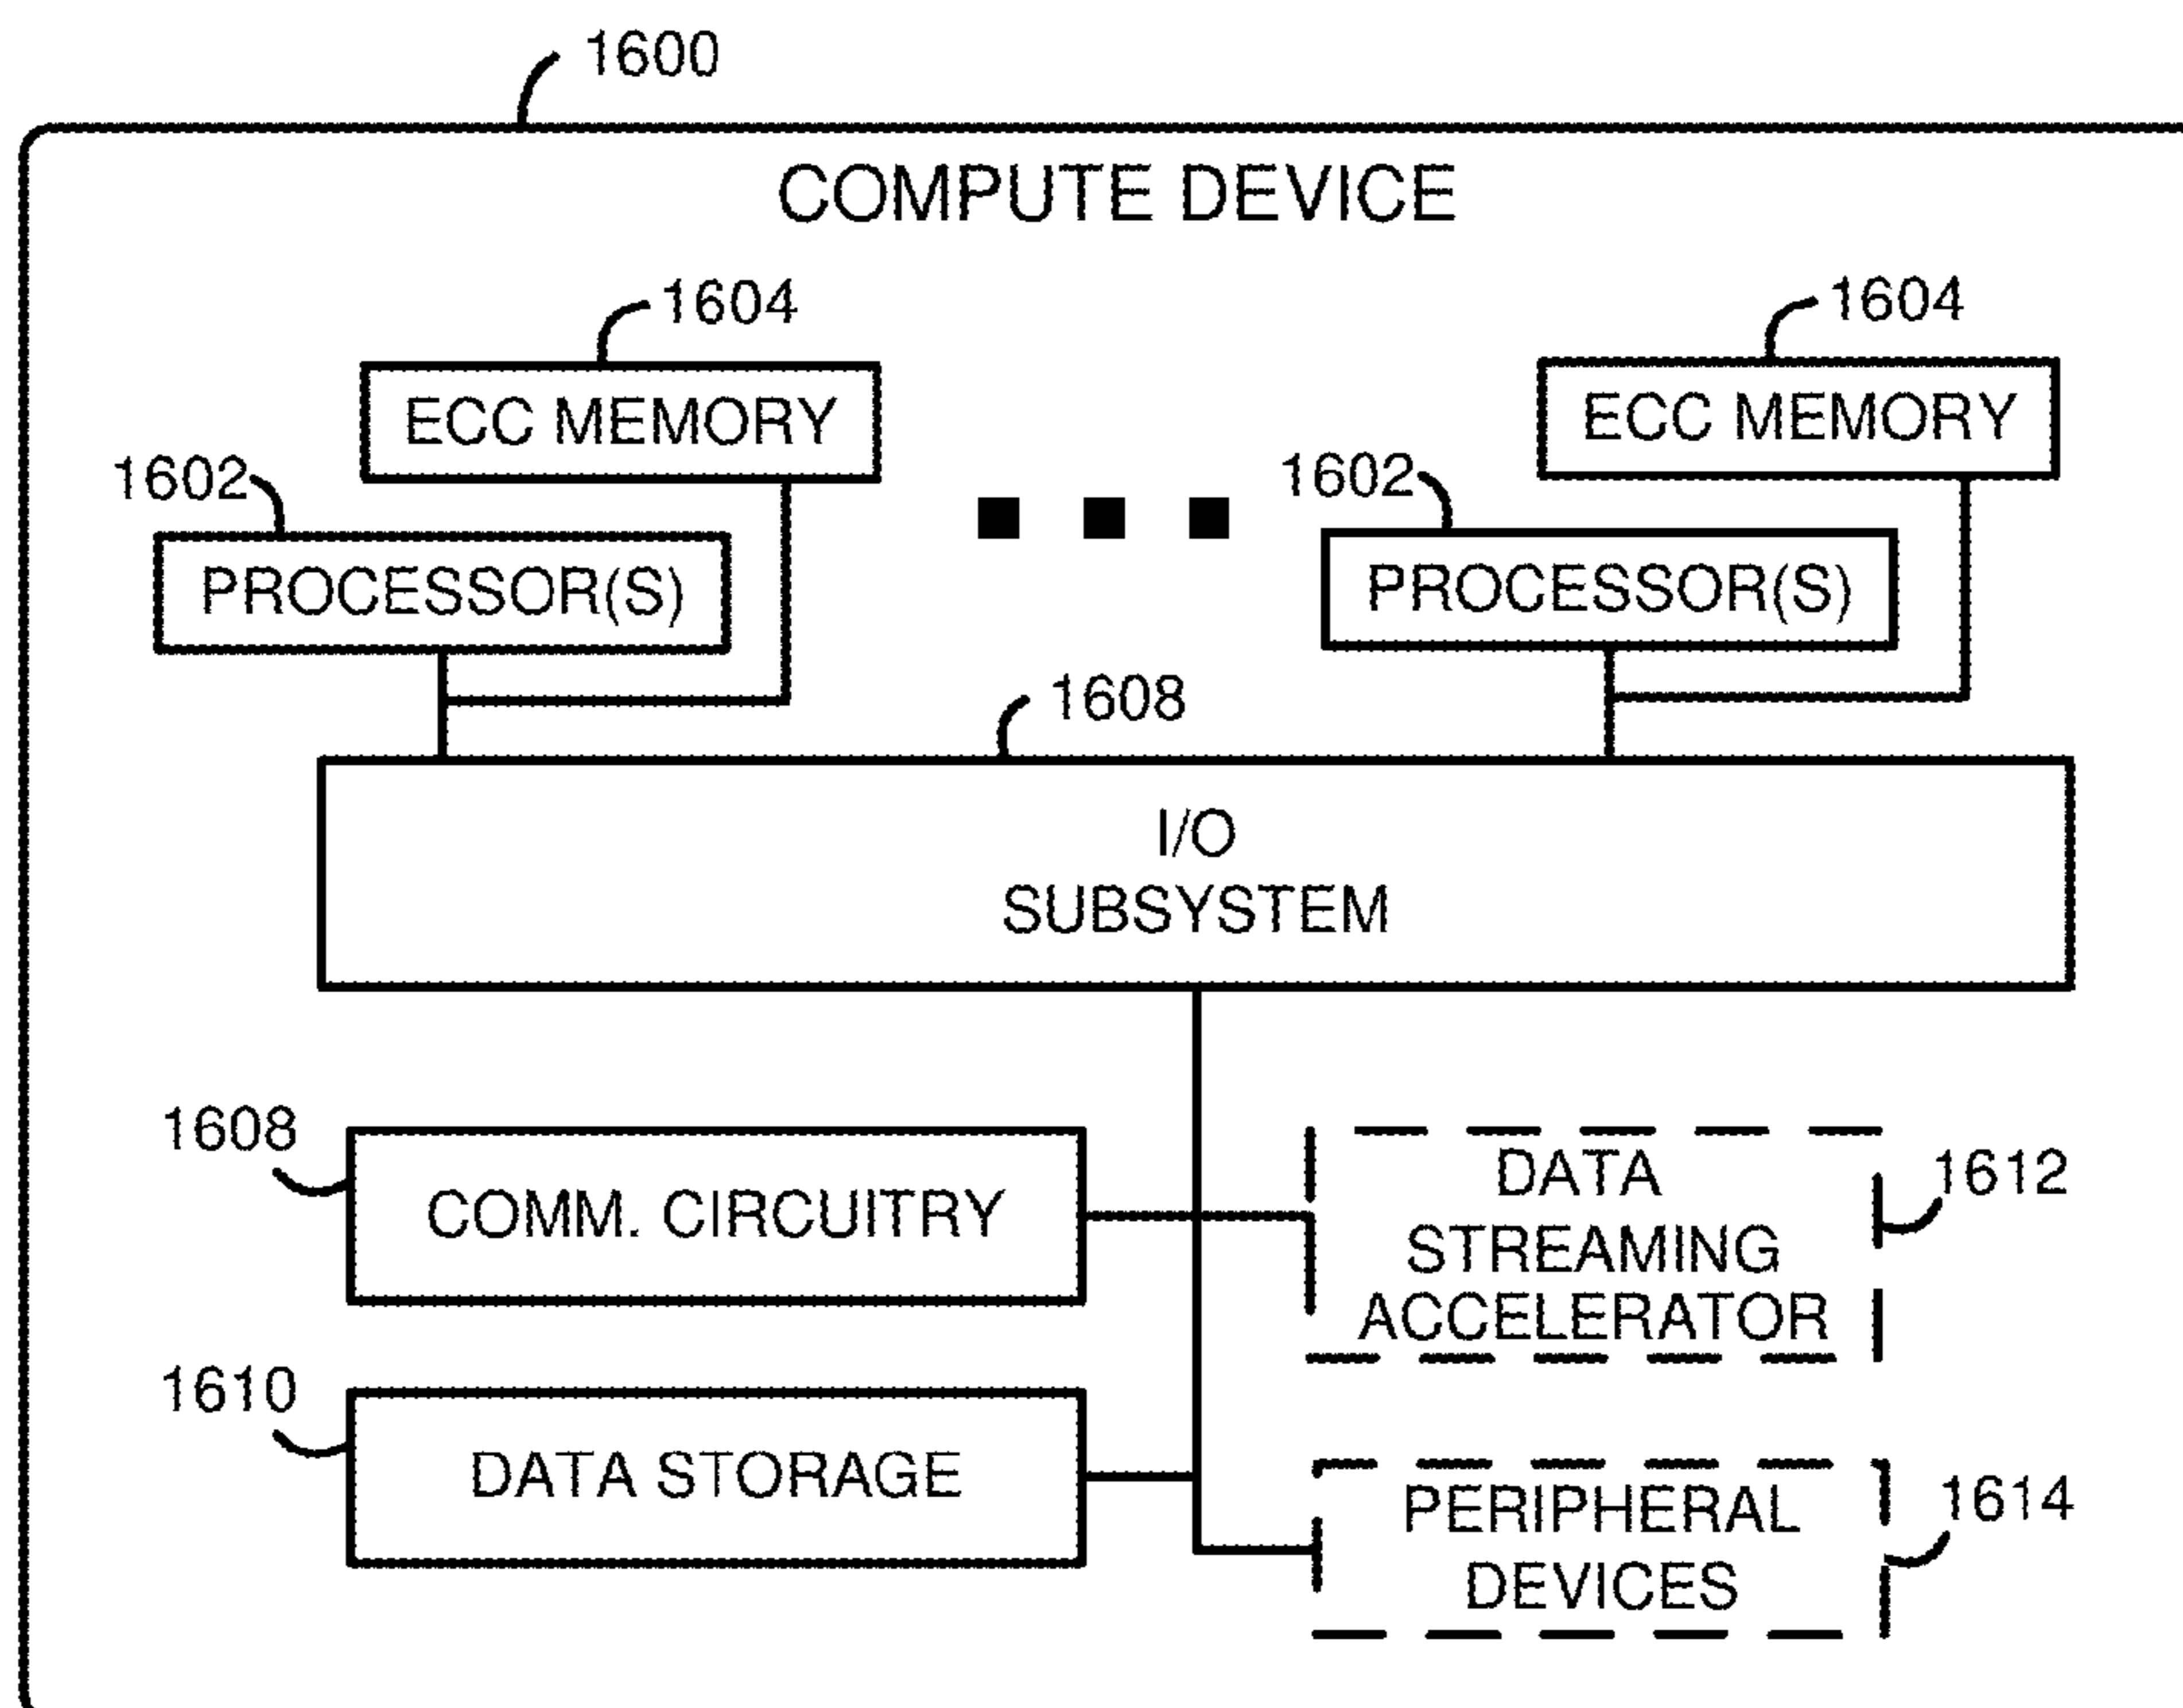 1600
COMPUTE DEVICE
1604
1604
ECC MEMORY
ECC MEMORY
1602
1602
PROCESSOR(S)
PROCESSOR(S)
1608
I/O
SUBSYSTEM
1608
COMM. CIRCUITRY
DATA
STREAMING
ACCELERATOR
1612
1610
DATA STORAGE
PERIPHERAL
DEVICES
1614